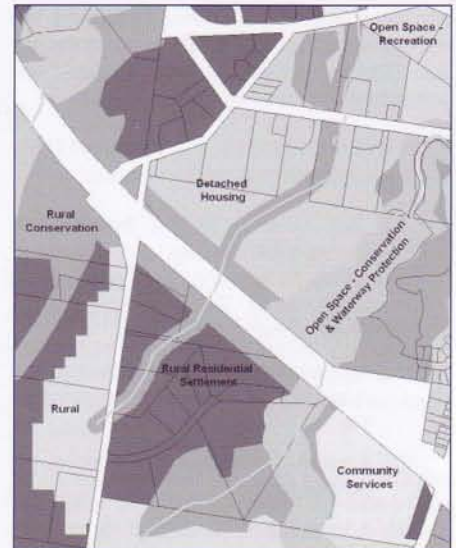 Open Space -
Recreation
Detached
Housing
Rural
Conservation
Open Space - Conservation
& Waterway Protection
Rural Residential
Settlement
Rural
Community
Services